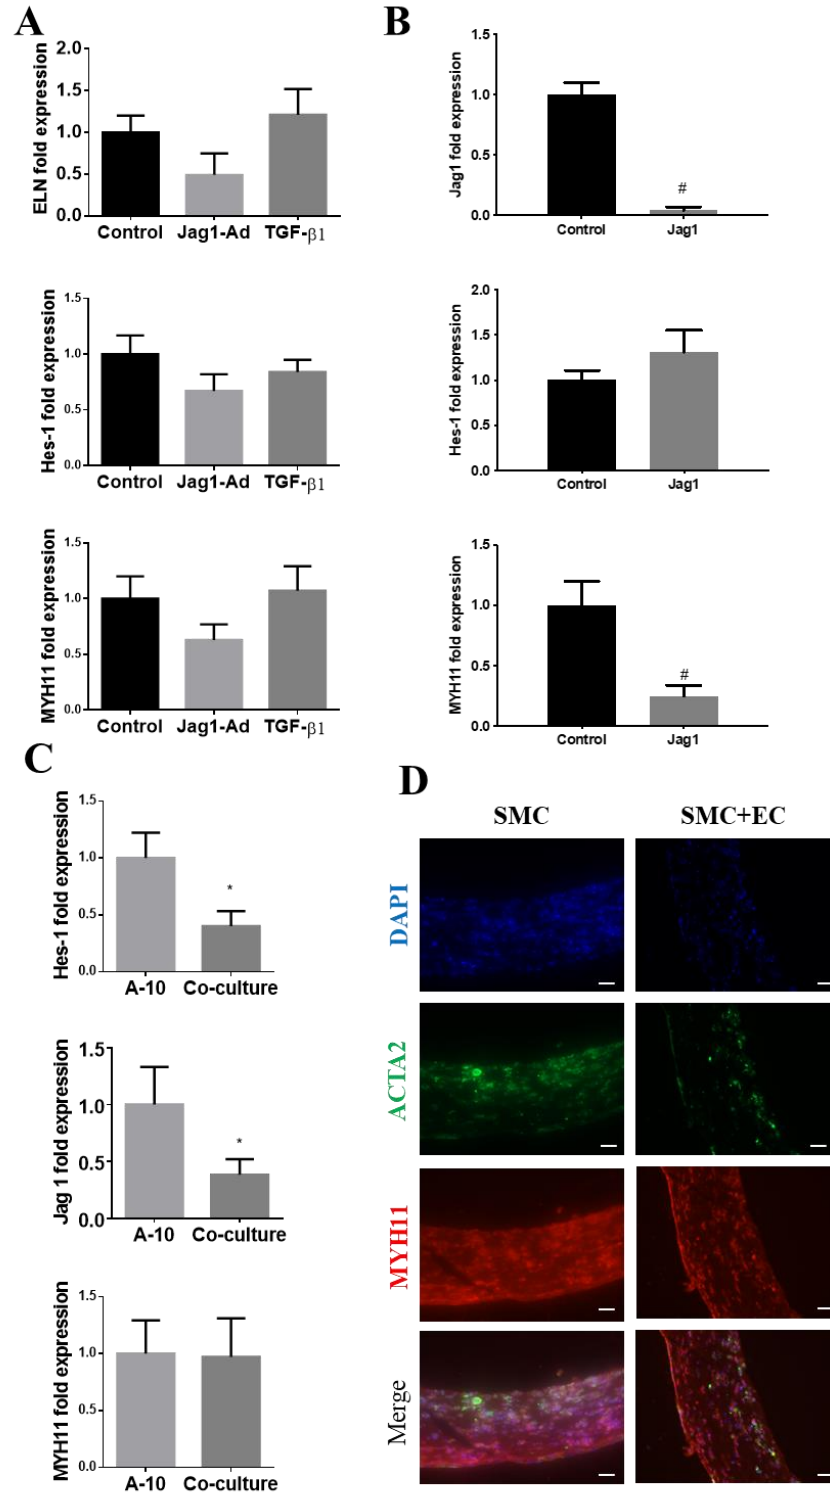 A
ELN fold expression
2.0
1.5
1.0
0.5
0.0
Control Jag1-Ad TGF-β1
Hes-1 fold expression
1.5
1.0
0.5
0.0
Control Jag1-Ad TGF-β1
MYH11 fold expression
1.5
1.0
0.5
0.0
Control Jag1-Ad TGF-β1
B
Jag1 fold expression
1.5
1.0
0.5
0.0
#
Control Jag1
Hes-1 fold expression
2.0
1.5
1.0
0.5
0.0
Control Jag1
MYH11 fold expression
1.5
1.0
0.5
0.0
#
Control Jag1
C
Hes-1 fold expression
1.5
1.0
0.5
0.0
*
A-10 Co-culture
Jag 1 fold expression
1.5
1.0
0.5
0.0
*
A-10 Co-culture
MYH11 fold expression
1.5
1.0
0.5
0.0
A-10 Co-culture
D
SMC SMC+EC
DAPI
ACTA2
MYH11
Merge